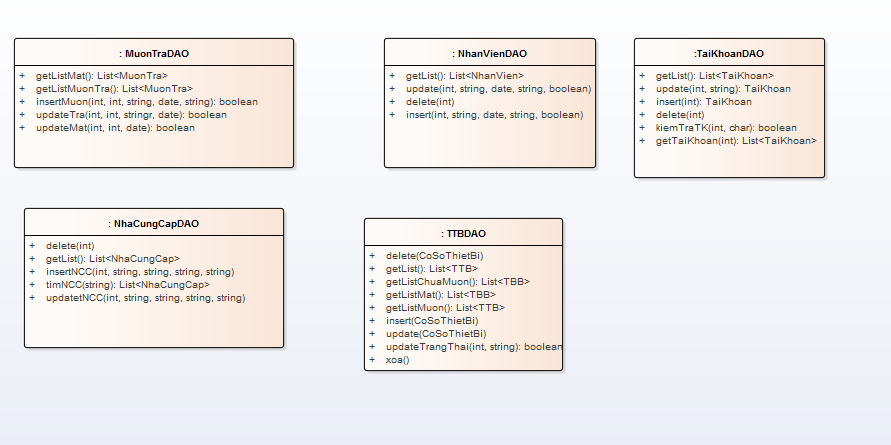 : MuonTraDAO
+ getListMat(): List<MuonTra>
+ getListMuonTra(): List<MuonTra>
+ insertMuon(int, int, string, date, string): boolean
+ updateTra(int, int, stringr, date): boolean
+ updateMat(int, int, date): boolean
: NhanVienDAO
+ getList(): List<NhanVien>
+ update(int, string, date, string, boolean)
+ delete(int)
+ insert(int, string, date, string, boolean)
:TaiKhoanDAO
+ getList(): List<TaiKhoan>
+ update(int, string): TaiKhoan
+ insert(int): TaiKhoan
+ delete(int)
+ kiemTraTK(int, char): boolean
+ getTaiKhoan(int): List<TaiKhoan>
: NhaCungCapDAO
+ delete(int)
+ getList(): List<NhaCungCap>
+ insertNCC(int, string, string, string, string)
+ timNCC(string): List<NhaCungCap>
+ updatetNCC(int, string, string, string, string)
: TTBDAO
+ delete(CoSoThietBi)
+ getList(): List<TTB>
+ getListChuaMuon(): List<TBB>
+ getListMat(): List<TBB>
+ getListMuon(): List<TTB>
+ insert(CoSoThietBi)
+ update(CoSoThietBi)
+ updateTrangThai(int, string): boolean
+ xoa()